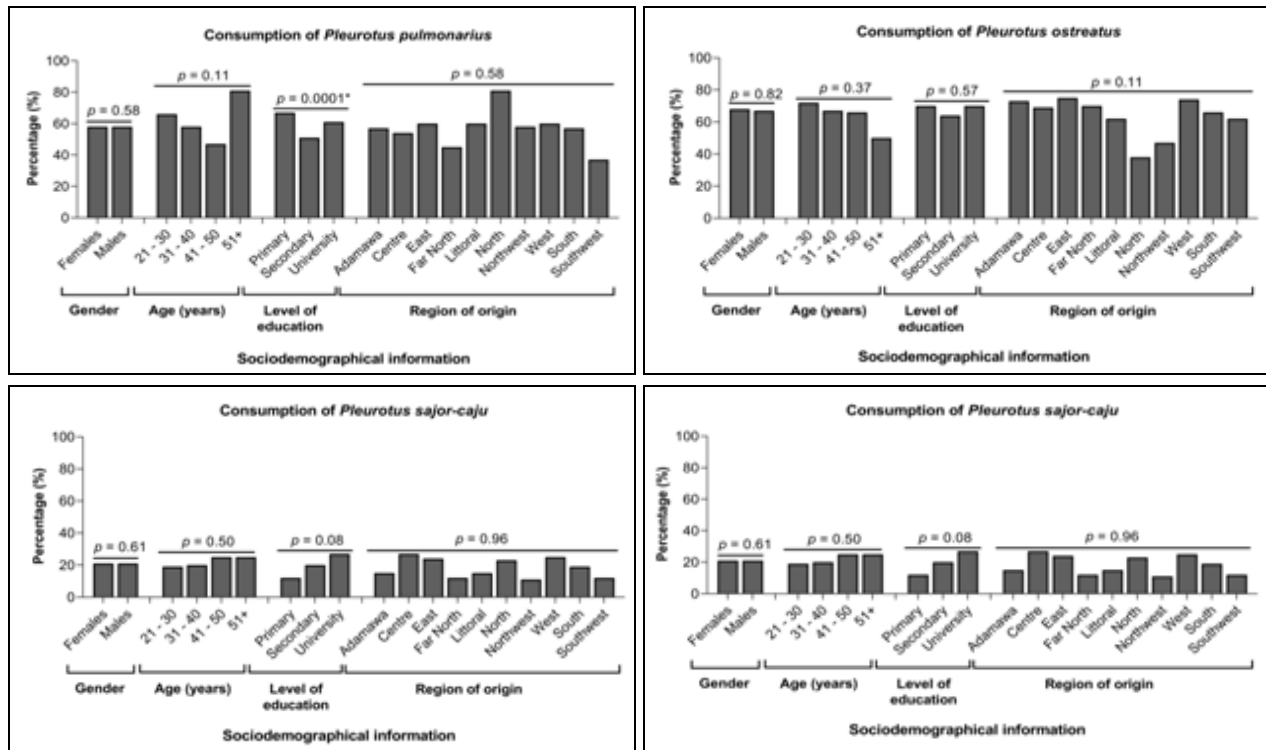 Consumption of Pleurotus pulmonarius
Percentage (%)
100
80
60
40
20
0
p = 0.58
p = 0.11
p = 0.0001*
p = 0.58
Females
Males
21 - 30
31 - 40
41 - 50
51+
Primary
Secondary
University
Adamawa
Centre
East
Far North
Littoral
North
Northwest
West
South
Southwest
Gender
Age (years)
Level of
education
Region of origin
Sociodemographical information
Consumption of Pleurotus ostreatus
Percentage (%)
100
80
60
40
20
0
p = 0.82
p = 0.37
p = 0.57
p = 0.11
Females
Males
21 - 30
31 - 40
41 - 50
51+
Primary
Secondary
University
Adamawa
Centre
East
Far North
Littoral
North
Northwest
West
South
Southwest
Gender
Age (years)
Level of
education
Region of origin
Sociodemographical information
Consumption of Pleurotus sajor-caju
Percentage (%)
100
80
60
40
20
0
p = 0.61
p = 0.50
p = 0.08
p = 0.96
Females
Males
21 - 30
31 - 40
41 - 50
51+
Primary
Secondary
University
Adamawa
Centre
East
Far North
Littoral
North
Northwest
West
South
Southwest
Gender
Age (years)
Level of
education
Region of origin
Sociodemographical information
Consumption of Pleurotus sajor-caju
Percentage (%)
100
80
60
40
20
0
p = 0.61
p = 0.50
p = 0.08
p = 0.96
Females
Males
21 - 30
31 - 40
41 - 50
51+
Primary
Secondary
University
Adamawa
Centre
East
Far North
Littoral
North
Northwest
West
South
Southwest
Gender
Age (years)
Level of
education
Region of origin
Sociodemographical information